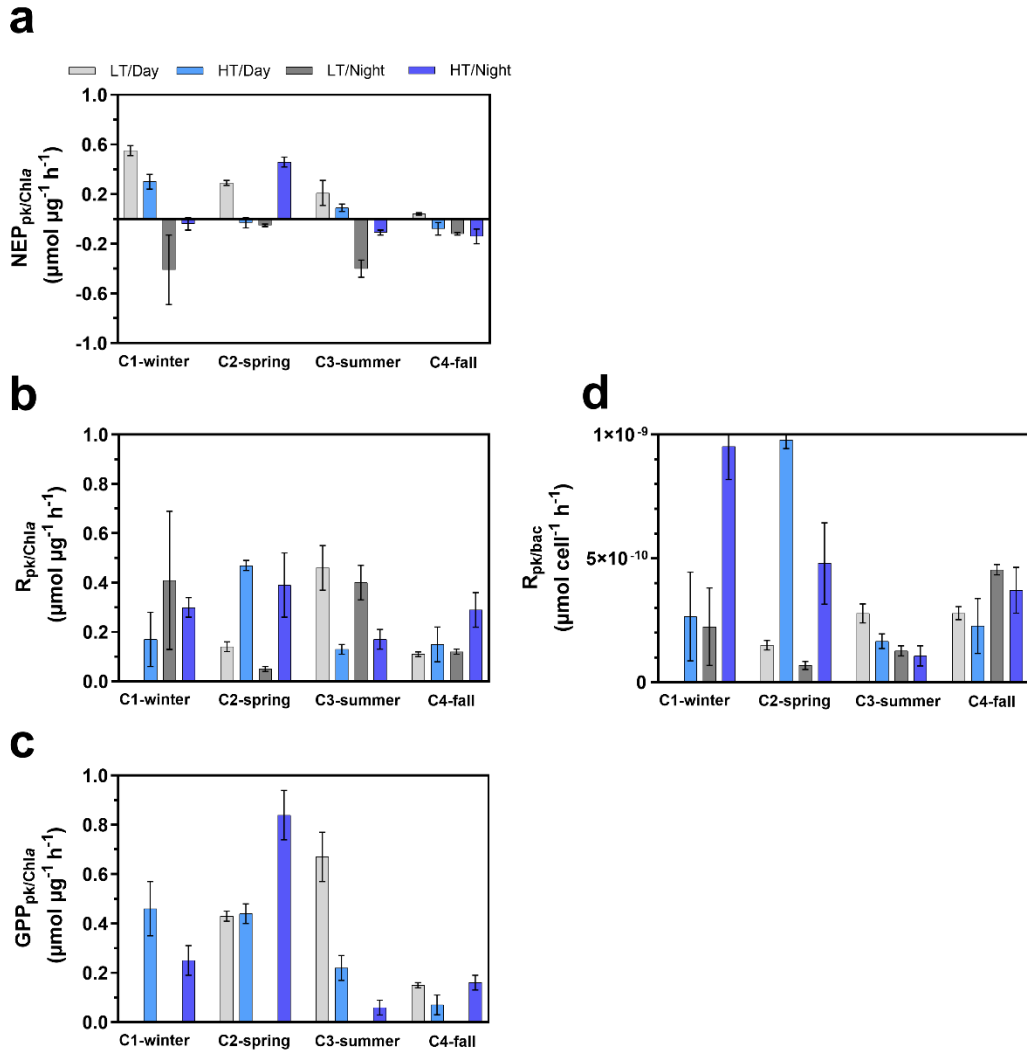 a
LT/Day HT/Day LT/Night HT/Night
NEPpk/Chla
(µmol µg⁻¹ h⁻¹)
1.0
0.6
0.2
-0.2
-0.6
-1.0
C1-winter C2-spring C3-summer C4-fall
b
Rpk/Chla
(µmol µg⁻¹ h⁻¹)
1.0
0.8
0.6
0.4
0.2
0.0
C1-winter C2-spring C3-summer C4-fall
d
Rpk/bac
(µmol cell⁻¹ h⁻¹)
1×10⁻⁹
5×10⁻¹⁰
0
C1-winter C2-spring C3-summer C4-fall
c
GPPpk/Chla
(µmol µg⁻¹ h⁻¹)
1.0
0.8
0.6
0.4
0.2
0.0
C1-winter C2-spring C3-summer C4-fall